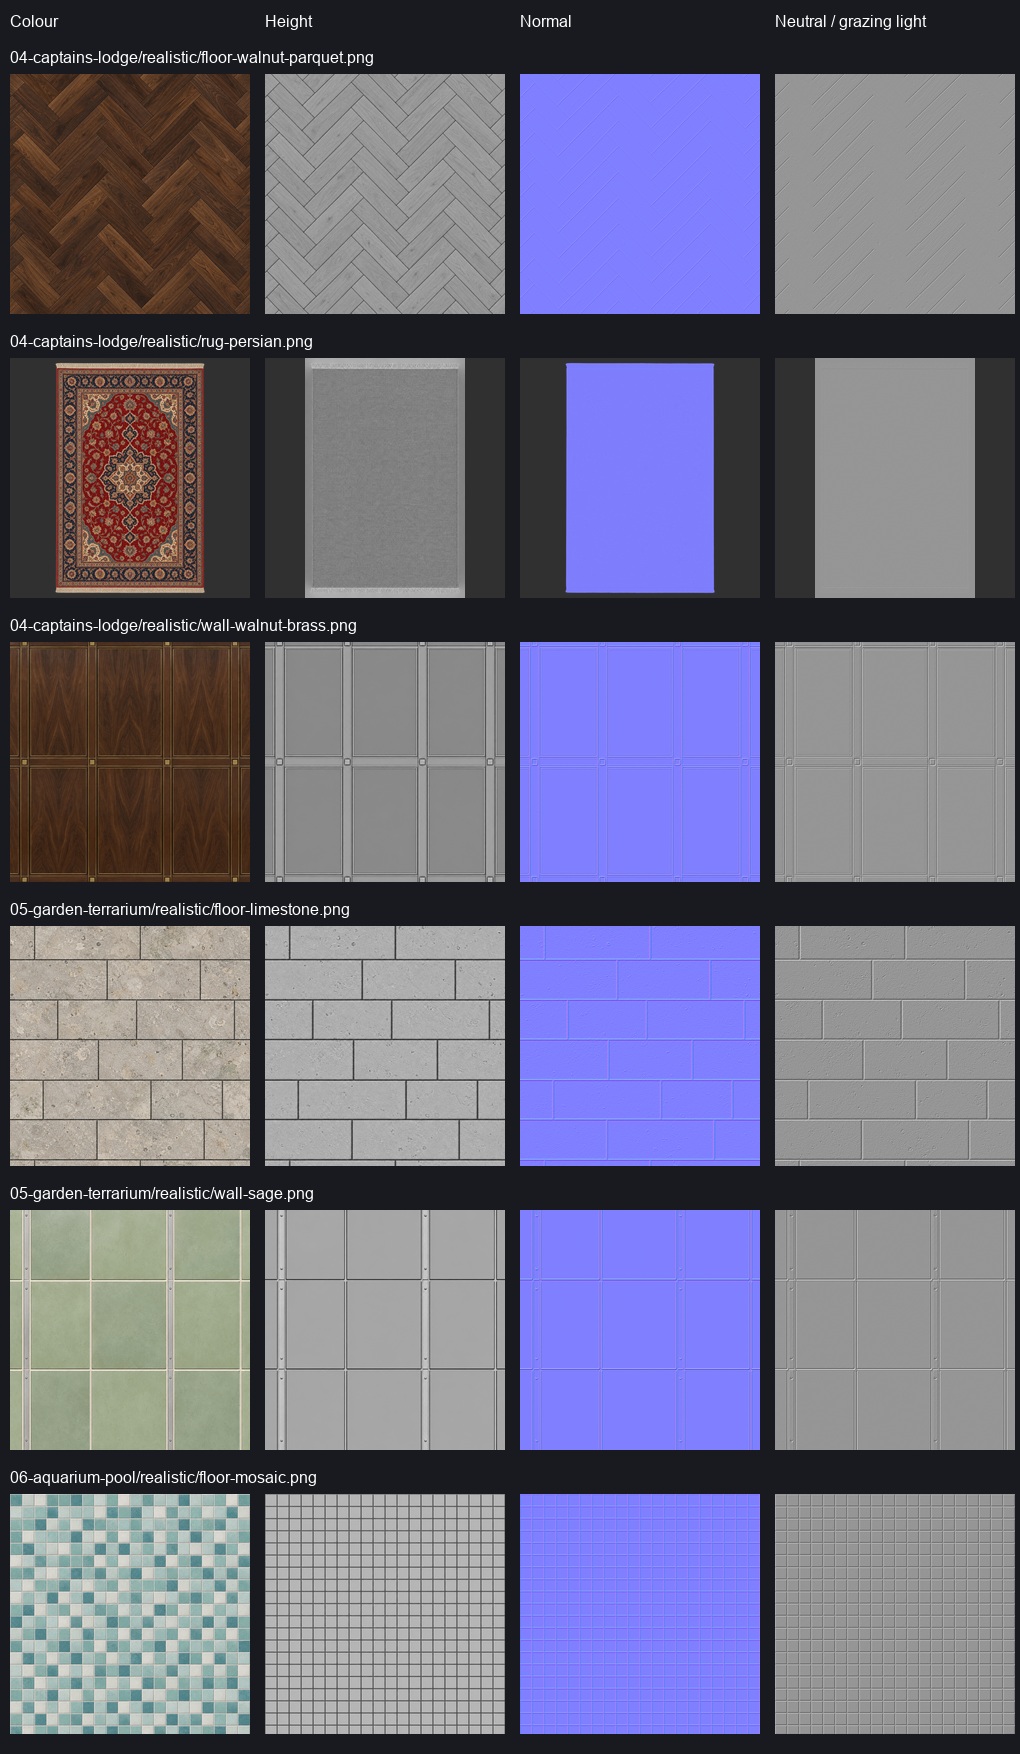 Colour Height Normal Neutral / grazing light
04-captains-lodge/realistic/floor-walnut-parquet.png
04-captains-lodge/realistic/rug-persian.png
04-captains-lodge/realistic/wall-walnut-brass.png
05-garden-terrarium/realistic/floor-limestone.png
05-garden-terrarium/realistic/wall-sage.png
06-aquarium-pool/realistic/floor-mosaic.png